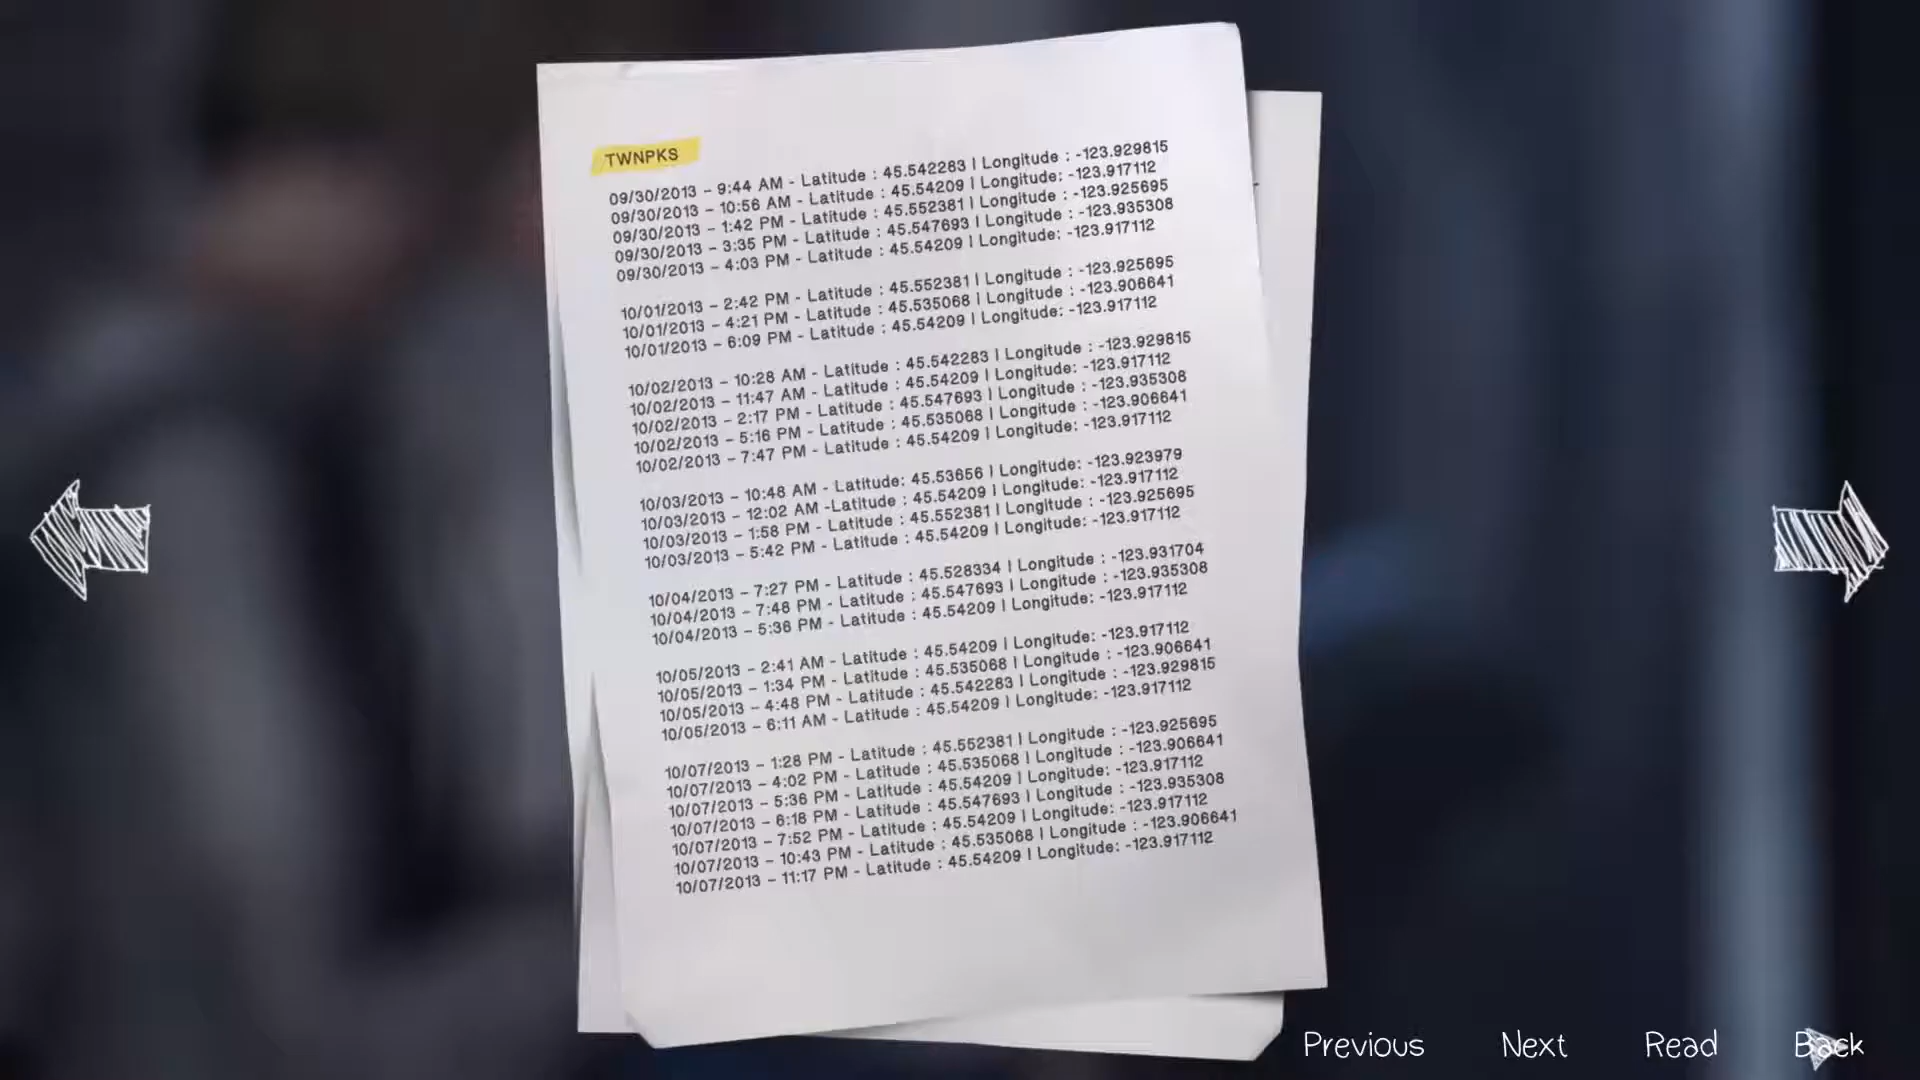 TWNPKS
09/30/2013 - 9:44 AM - Latitude : 45.542283 | Longitude : -123.929815
09/30/2013 - 10:56 AM - Latitude : 45.54209 | Longitude: -123.917112
09/30/2013 - 1:42 PM - Latitude : 45.552381 | Longitude : -123.925695
09/30/2013 - 3:35 PM - Latitude : 45.547693 | Longitude : -123.935308
09/30/2013 - 4:03 PM - Latitude : 45.54209 | Longitude: -123.917112
10/01/2013 - 2:42 PM - Latitude : 45.552381 | Longitude : -123.925695
10/01/2013 - 4:21 PM - Latitude : 45.535068 | Longitude : -123.906641
10/01/2013 - 6:09 PM - Latitude : 45.54209 | Longitude: -123.917112
10/02/2013 - 10:28 AM - Latitude : 45.542283 | Longitude : -123.929815
10/02/2013 - 11:47 AM - Latitude : 45.54209 | Longitude: -123.917112
10/02/2013 - 2:17 PM - Latitude : 45.547693 | Longitude : -123.935308
10/02/2013 - 5:16 PM - Latitude : 45.535068 | Longitude : -123.906641
10/02/2013 - 7:47 PM - Latitude : 45.54209 | Longitude: -123.917112
10/03/2013 - 10:48 AM - Latitude: 45.53656 | Longitude: -123.923979
10/03/2013 - 12:02 AM -Latitude : 45.54209 | Longitude: -123.917112
10/03/2013 - 1:58 PM - Latitude : 45.552381 | Longitude : -123.925695
10/03/2013 - 5:42 PM - Latitude : 45.54209 | Longitude: -123.917112
10/04/2013 - 7:27 PM - Latitude : 45.528334 | Longitude : -123.931704
10/04/2013 - 7:48 PM - Latitude : 45.547693 | Longitude : -123.935308
10/04/2013 - 5:36 PM - Latitude : 45.54209 | Longitude: -123.917112
10/05/2013 - 2:41 AM - Latitude : 45.54209 | Longitude: -123.917112
10/05/2013 - 1:34 PM - Latitude : 45.535068 | Longitude : -123.906641
10/05/2013 - 4:48 PM - Latitude : 45.542283 | Longitude : -123.929815
10/05/2013 - 6:11 AM - Latitude : 45.54209 | Longitude: -123.917112
10/07/2013 - 1:28 PM - Latitude : 45.552381 | Longitude : -123.925695
10/07/2013 - 4:02 PM - Latitude : 45.535068 | Longitude : -123.906641
10/07/2013 - 5:36 PM - Latitude : 45.54209 | Longitude: -123.917112
10/07/2013 - 6:18 PM - Latitude : 45.547693 | Longitude : -123.935308
10/07/2013 - 7:52 PM - Latitude : 45.54209 | Longitude: -123.917112
10/07/2013 - 10:43 PM - Latitude : 45.535068 | Longitude : -123.906641
10/07/2013 - 11:17 PM - Latitude : 45.54209 | Longitude: -123.917112
Previous Next Read Back